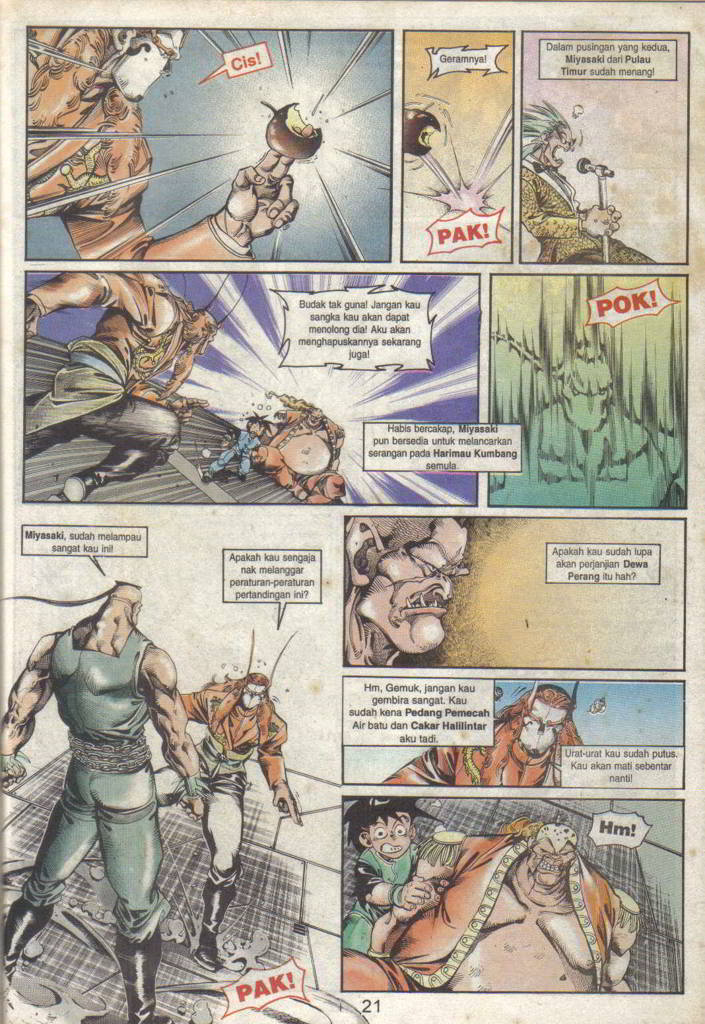 Cis!
Geramnya!
PAK!
Dalam pusingan yang kedua,
Miyasaki dari Pulau
Timur sudah menang!
Budak tak guna! Jangan kau
sangka kau akan dapat
menolong dia! Aku akan
menghapuskannya sekarang
juga!
Habis bercakap, Miyasaki
pun bersedia untuk melancarkan
serangan pada Harimau Kumbang
semula.
POK!
Miyasaki, sudah melampau
sangat kau ini!
Apakah kau sengaja
nak melanggar
peraturan-peraturan
pertandingan ini?
PAK!
Apakah kau sudah lupa
akan perjanjian Dewa
Perang itu hah?
Hm, Gemuk, jangan kau
gembira sangat. Kau
sudah kena Pedang Pemecah
Air batu dan Cakar Halilintar
aku tadi.
Urat-urat kau sudah putus.
Kau akan mati sebentar
nanti!
Hm!
21